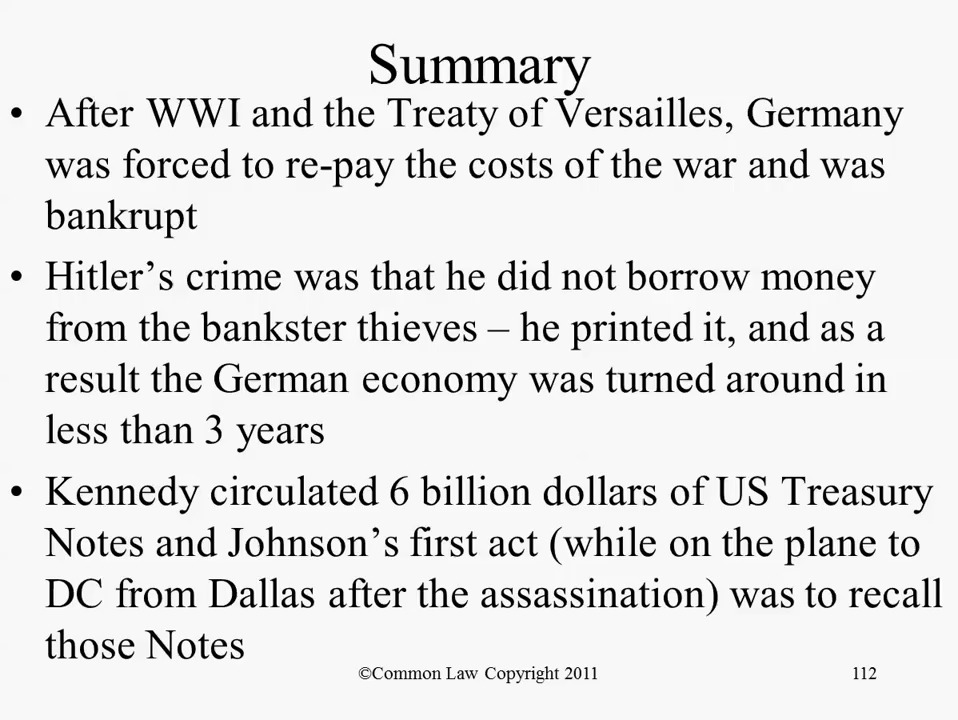 Summary
• After WWI and the Treaty of Versailles, Germany
was forced to re-pay the costs of the war and was
bankrupt
• Hitler’s crime was that he did not borrow money
from the bankster thieves – he printed it, and as a
result the German economy was turned around in
less than 3 years
• Kennedy circulated 6 billion dollars of US Treasury
Notes and Johnson’s first act (while on the plane to
DC from Dallas after the assassination) was to recall
those Notes
©Common Law Copyright 2011
112